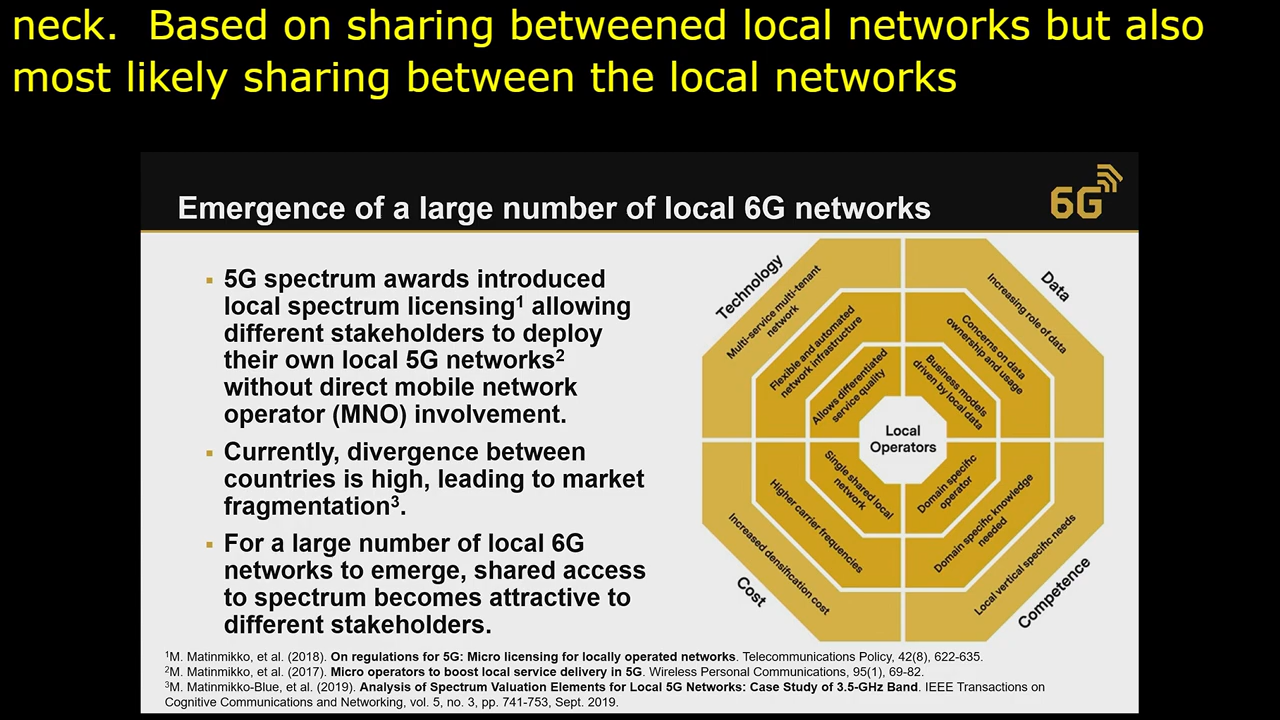 neck.  Based on sharing betweened local networks but also
most likely sharing between the local networks
Emergence of a large number of local 6G networks
6G
▪ 5G spectrum awards introduced
local spectrum licensing¹ allowing
different stakeholders to deploy
their own local 5G networks²
without direct mobile network
operator (MNO) involvement.
▪ Currently, divergence between
countries is high, leading to market
fragmentation³.
▪ For a large number of local 6G
networks to emerge, shared access
to spectrum becomes attractive to
different stakeholders.
Technology
Multi-service multi-tenant
network
Flexible and automated
network infrastructure
Allows differentiated
service quality
Data
Increasing role of data
Concerns on data
ownership and usage
Business models
driven by local data
Local
Operators
Single shared local
network
Higher carrier frequencies
Increased densification cost
Cost
Domain specific
operator
Domain specific knowledge
needed
Local vertical specific needs
Competence
¹M. Matinmikko, et al. (2018). On regulations for 5G: Micro licensing for locally operated networks. Telecommunications Policy, 42(8), 622-635.
²M. Matinmikko, et al. (2017). Micro operators to boost local service delivery in 5G. Wireless Personal Communications, 95(1), 69-82.
³M. Matinmikko-Blue, et al. (2019). Analysis of Spectrum Valuation Elements for Local 5G Networks: Case Study of 3.5-GHz Band. IEEE Transactions on
Cognitive Communications and Networking, vol. 5, no. 3, pp. 741-753, Sept. 2019.